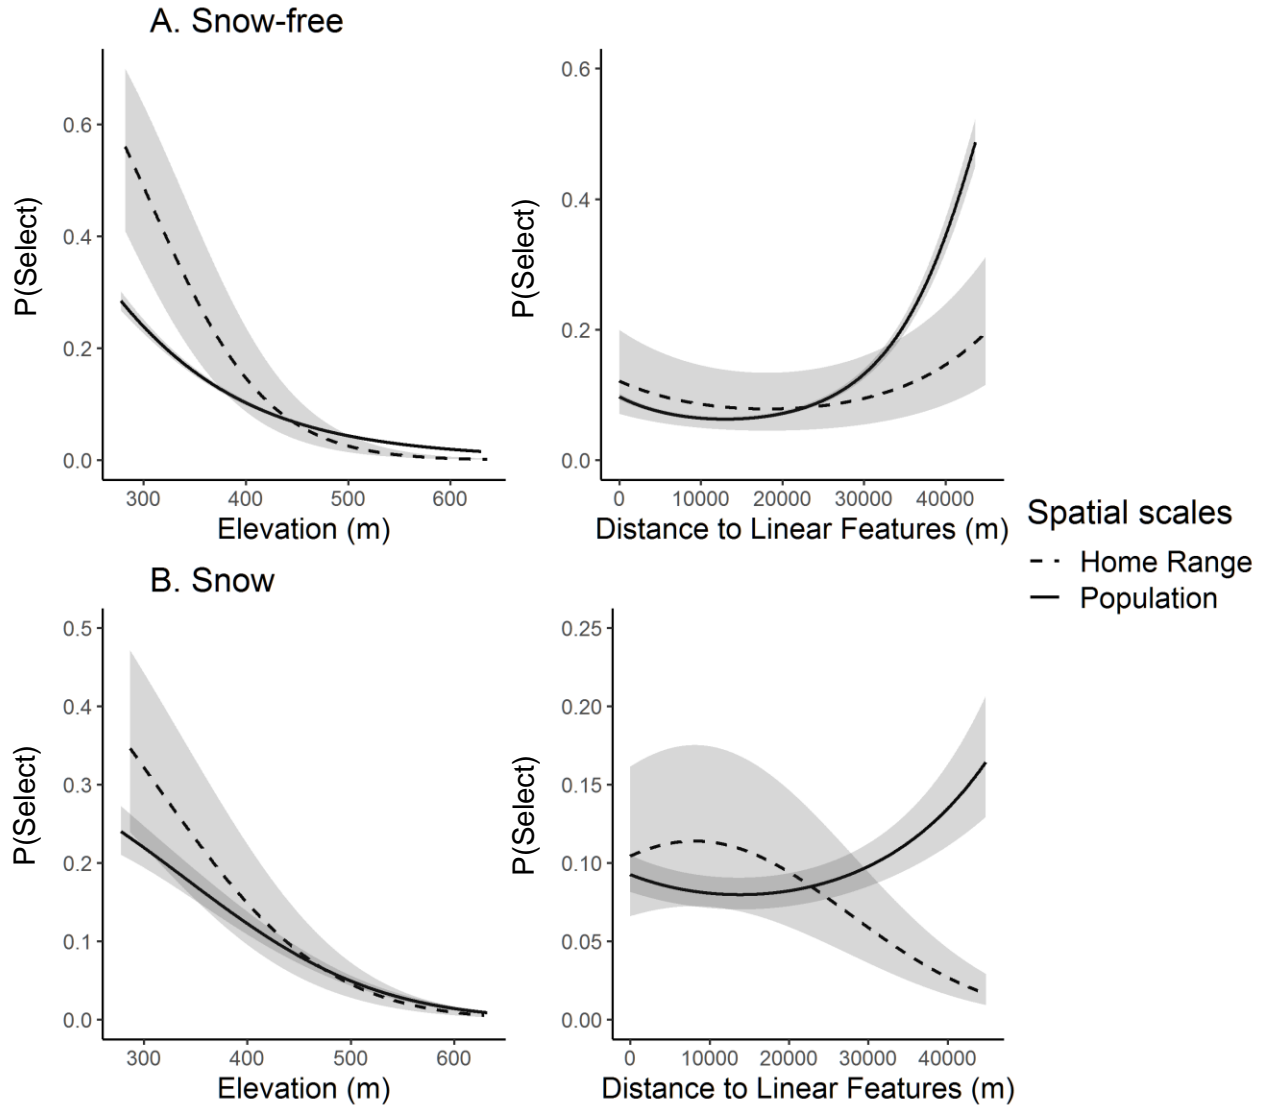 A. Snow-free
P(Select)
0.6
0.4
0.2
0.0
300 400 500 600
Elevation (m)
P(Select)
0.6
0.4
0.2
0.0
0 10000 20000 30000 40000
Distance to Linear Features (m)
Spatial scales
Home Range
Population
B. Snow
P(Select)
0.5
0.4
0.3
0.2
0.1
0.0
300 400 500 600
Elevation (m)
P(Select)
0.25
0.20
0.15
0.10
0.05
0.00
0 10000 20000 30000 40000
Distance to Linear Features (m)